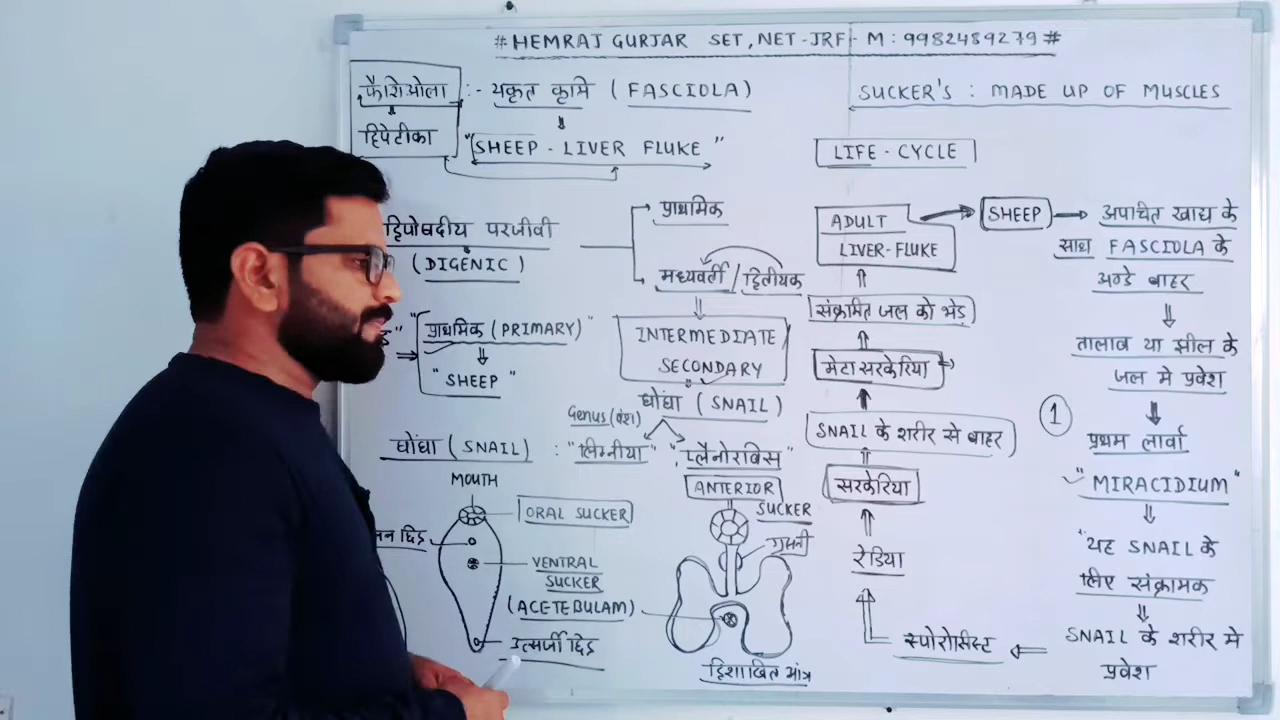 # HEMRAJ GURJAR SET, NET-JRF - M: 9982489279 #
फैशिओला :- यकृत कृमि (FASCIOLA)
हिपेटीका
"SHEEP - LIVER FLUKE"
SUCKER'S : MADE UP OF MUSCLES
LIFE - CYCLE
द्विपोषदीय परजीवी
(DIGENIC)
प्राथमिक
मध्यवर्ती / द्वितीयक
"प्राथमिक (PRIMARY)"
"SHEEP"
INTERMEDIATE/
SECONDARY
घोंघा (SNAIL)
Genus (वंश)
घोंघा (SNAIL) : "लिम्नीया" "प्लैनोरबिस"
MOUTH
ORAL SUCKER
VENTRAL
SUCKER
(ACETEBULAM)
उत्सर्जी छिद्र
ANTERIOR
SUCKER
ग्रसनी
द्विशाखित आंत्र
ADULT
LIVER-FLUKE
SHEEP
अपाचित खाद्य के
साथ FASCIOLA के
अण्डे बाहर
तालाब या झील के
जल मे प्रवेश
1
प्रथम लार्वा
"MIRACIDIUM"
"यह SNAIL के
लिए संक्रामक
SNAIL के शरीर मे
प्रवेश
स्पोरोसिस्ट
रेडिया
सरकेरिया
SNAIL के शरीर से बाहर
मेटासरकेरिया
संक्रमित जल को भेड़